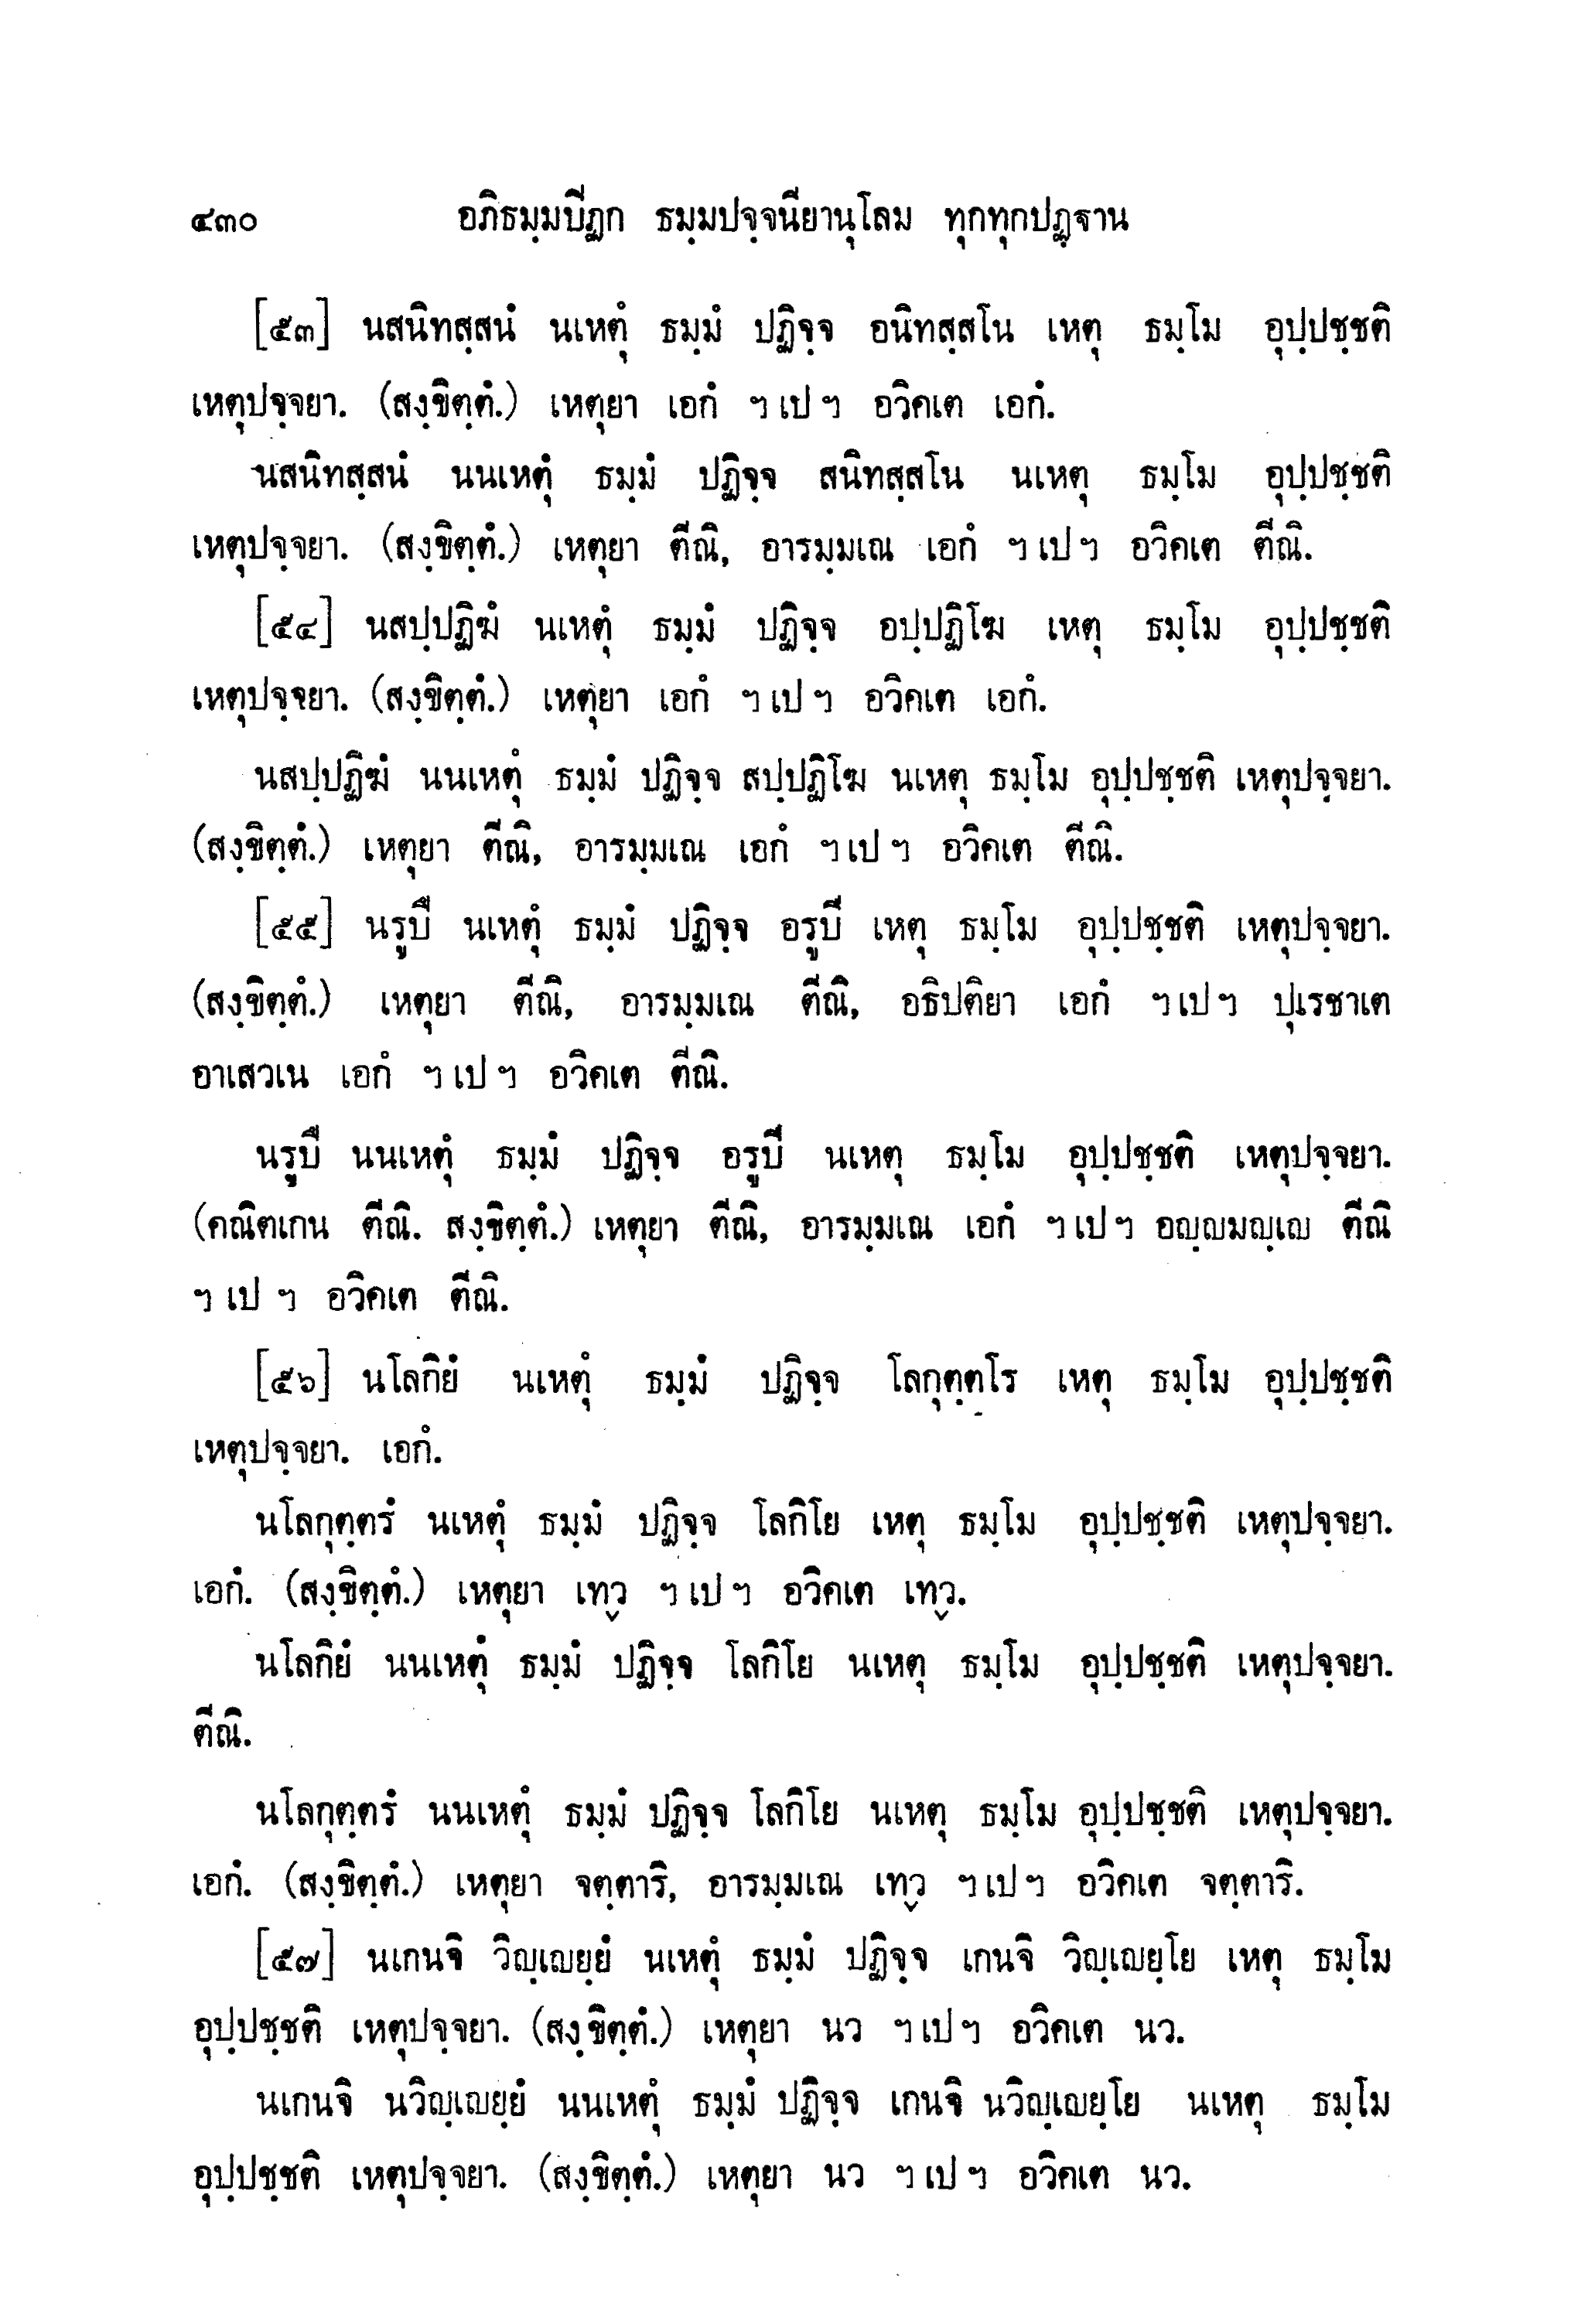 ๔๓๐ อภิธมฺมปีฏก ธมฺมปจฺจนียานุโลม ทุกทุกปฏฺฐาน
[๕๓] นสนิทสฺสนํ นเหตุํ ธมฺมํ ปฏิจฺจ อนิทสฺสโน เหตุ ธมฺโม อุปฺปชฺชติ
เหตุปจฺจยา. (สงฺขิตฺตํ.) เหตุยา เอกํ ฯ เป ฯ อวิคเต เอกํ.
นสนิทสฺสนํ นนเหตุํ ธมฺมํ ปฏิจฺจ สนิทสฺสโน นเหตุ ธมฺโม อุปฺปชฺชติ
เหตุปจฺจยา. (สงฺขิตฺตํ.) เหตุยา ตีณิ, อารมฺมเณ เอกํ ฯ เป ฯ อวิคเต ตีณิ.
[๕๔] นสปฺปฏิฆํ นเหตุํ ธมฺมํ ปฏิจฺจ อปฺปฏิโฆ เหตุ ธมฺโม อุปฺปชฺชติ
เหตุปจฺจยา. (สงฺขิตฺตํ.) เหตุยา เอกํ ฯ เป ฯ อวิคเต เอกํ.
นสปฺปฏิฆํ นนเหตุํ ธมฺมํ ปฏิจฺจ สปฺปฏิโฆ นเหตุ ธมฺโม อุปฺปชฺชติ เหตุปจฺจยา.
(สงฺขิตฺตํ.) เหตุยา ตีณิ, อารมฺมเณ เอกํ ฯ เป ฯ อวิคเต ตีณิ.
[๕๕] นรูปึ นเหตุํ ธมฺมํ ปฏิจฺจ อรูปี เหตุ ธมฺโม อุปฺปชฺชติ เหตุปจฺจยา.
(สงฺขิตฺตํ.) เหตุยา ตีณิ, อารมฺมเณ ตีณิ, อธิปติยา เอกํ ฯ เป ฯ ปุเรชาเต
อาเสวเน เอกํ ฯ เป ฯ อวิคเต ตีณิ.
นรูปึ นนเหตุํ ธมฺมํ ปฏิจฺจ อรูปี นเหตุ ธมฺโม อุปฺปชฺชติ เหตุปจฺจยา.
(คณิตเกน ตีณิ. สงฺขิตฺตํ.) เหตุยา ตีณิ, อารมฺมเณ เอกํ ฯ เป ฯ อญฺญมญฺเญ ตีณิ
ฯ เป ฯ อวิคเต ตีณิ.
[๕๖] นโลกิยํ นเหตุํ ธมฺมํ ปฏิจฺจ โลกุตฺตโร เหตุ ธมฺโม อุปฺปชฺชติ
เหตุปจฺจยา. เอกํ.
นโลกุตฺตรํ นเหตุํ ธมฺมํ ปฏิจฺจ โลกิโย เหตุ ธมฺโม อุปฺปชฺชติ เหตุปจฺจยา.
เอกํ. (สงฺขิตฺตํ.) เหตุยา เทฺว ฯ เป ฯ อวิคเต เทฺว.
นโลกิยํ นนเหตุํ ธมฺมํ ปฏิจฺจ โลกิโย นเหตุ ธมฺโม อุปฺปชฺชติ เหตุปจฺจยา.
ตีณิ.
นโลกุตฺตรํ นนเหตุํ ธมฺมํ ปฏิจฺจ โลกิโย นเหตุ ธมฺโม อุปฺปชฺชติ เหตุปจฺจยา.
เอกํ. (สงฺขิตฺตํ.) เหตุยา จตฺตาริ, อารมฺมเณ เทฺว ฯ เป ฯ อวิคเต จตฺตาริ.
[๕๗] นเกนจิ วิญฺเญยฺยํ นเหตุํ ธมฺมํ ปฏิจฺจ เกนจิ วิญฺเญยฺโย เหตุ ธมฺโม
อุปฺปชฺชติ เหตุปจฺจยา. (สงฺขิตฺตํ.) เหตุยา นว ฯ เป ฯ อวิคเต นว.
นเกนจิ นวิญฺเญยฺยํ นนเหตุํ ธมฺมํ ปฏิจฺจ เกนจิ นวิญฺเญยฺโย นเหตุ ธมฺโม
อุปฺปชฺชติ เหตุปจฺจยา. (สงฺขิตฺตํ.) เหตุยา นว ฯ เป ฯ อวิคเต นว.